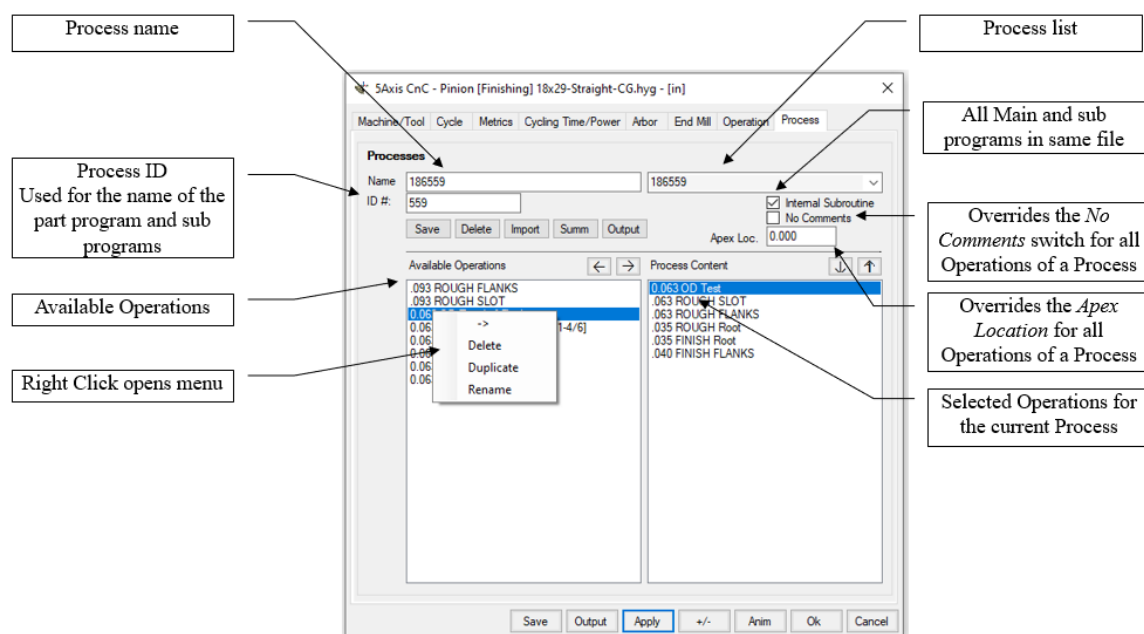 Process name
Process list
5Axis CnC - Pinion [Finishing] 18x29-Straight-CG.hyg - [in]
Machine/Tool Cycle Metrics Cycling Time/Power Arbor End Mill Operation Process
All Main and sub
programs in same file
Processes
Name 186559 186559
Process ID
Used for the name of the
part program and sub
programs
ID #: 559
Internal Subroutine
No Comments
Save Delete Import Summ Output
Apex Loc. 0.000
Overrides the No
Comments switch for all
Operations of a Process
Available Operations ← → Process Content ↓ ↑
Available Operations
.093 ROUGH FLANKS
.093 ROUGH SLOT
->
Delete
Duplicate
Rename
1-4/6]
0.063 OD Test
.063 ROUGH SLOT
.063 ROUGH FLANKS
.035 ROUGH Root
.035 FINISH Root
.040 FINISH FLANKS
Overrides the Apex
Location for all
Operations of a Process
Right Click opens menu
Selected Operations for
the current Process
Save Output Apply +/- Anim Ok Cancel